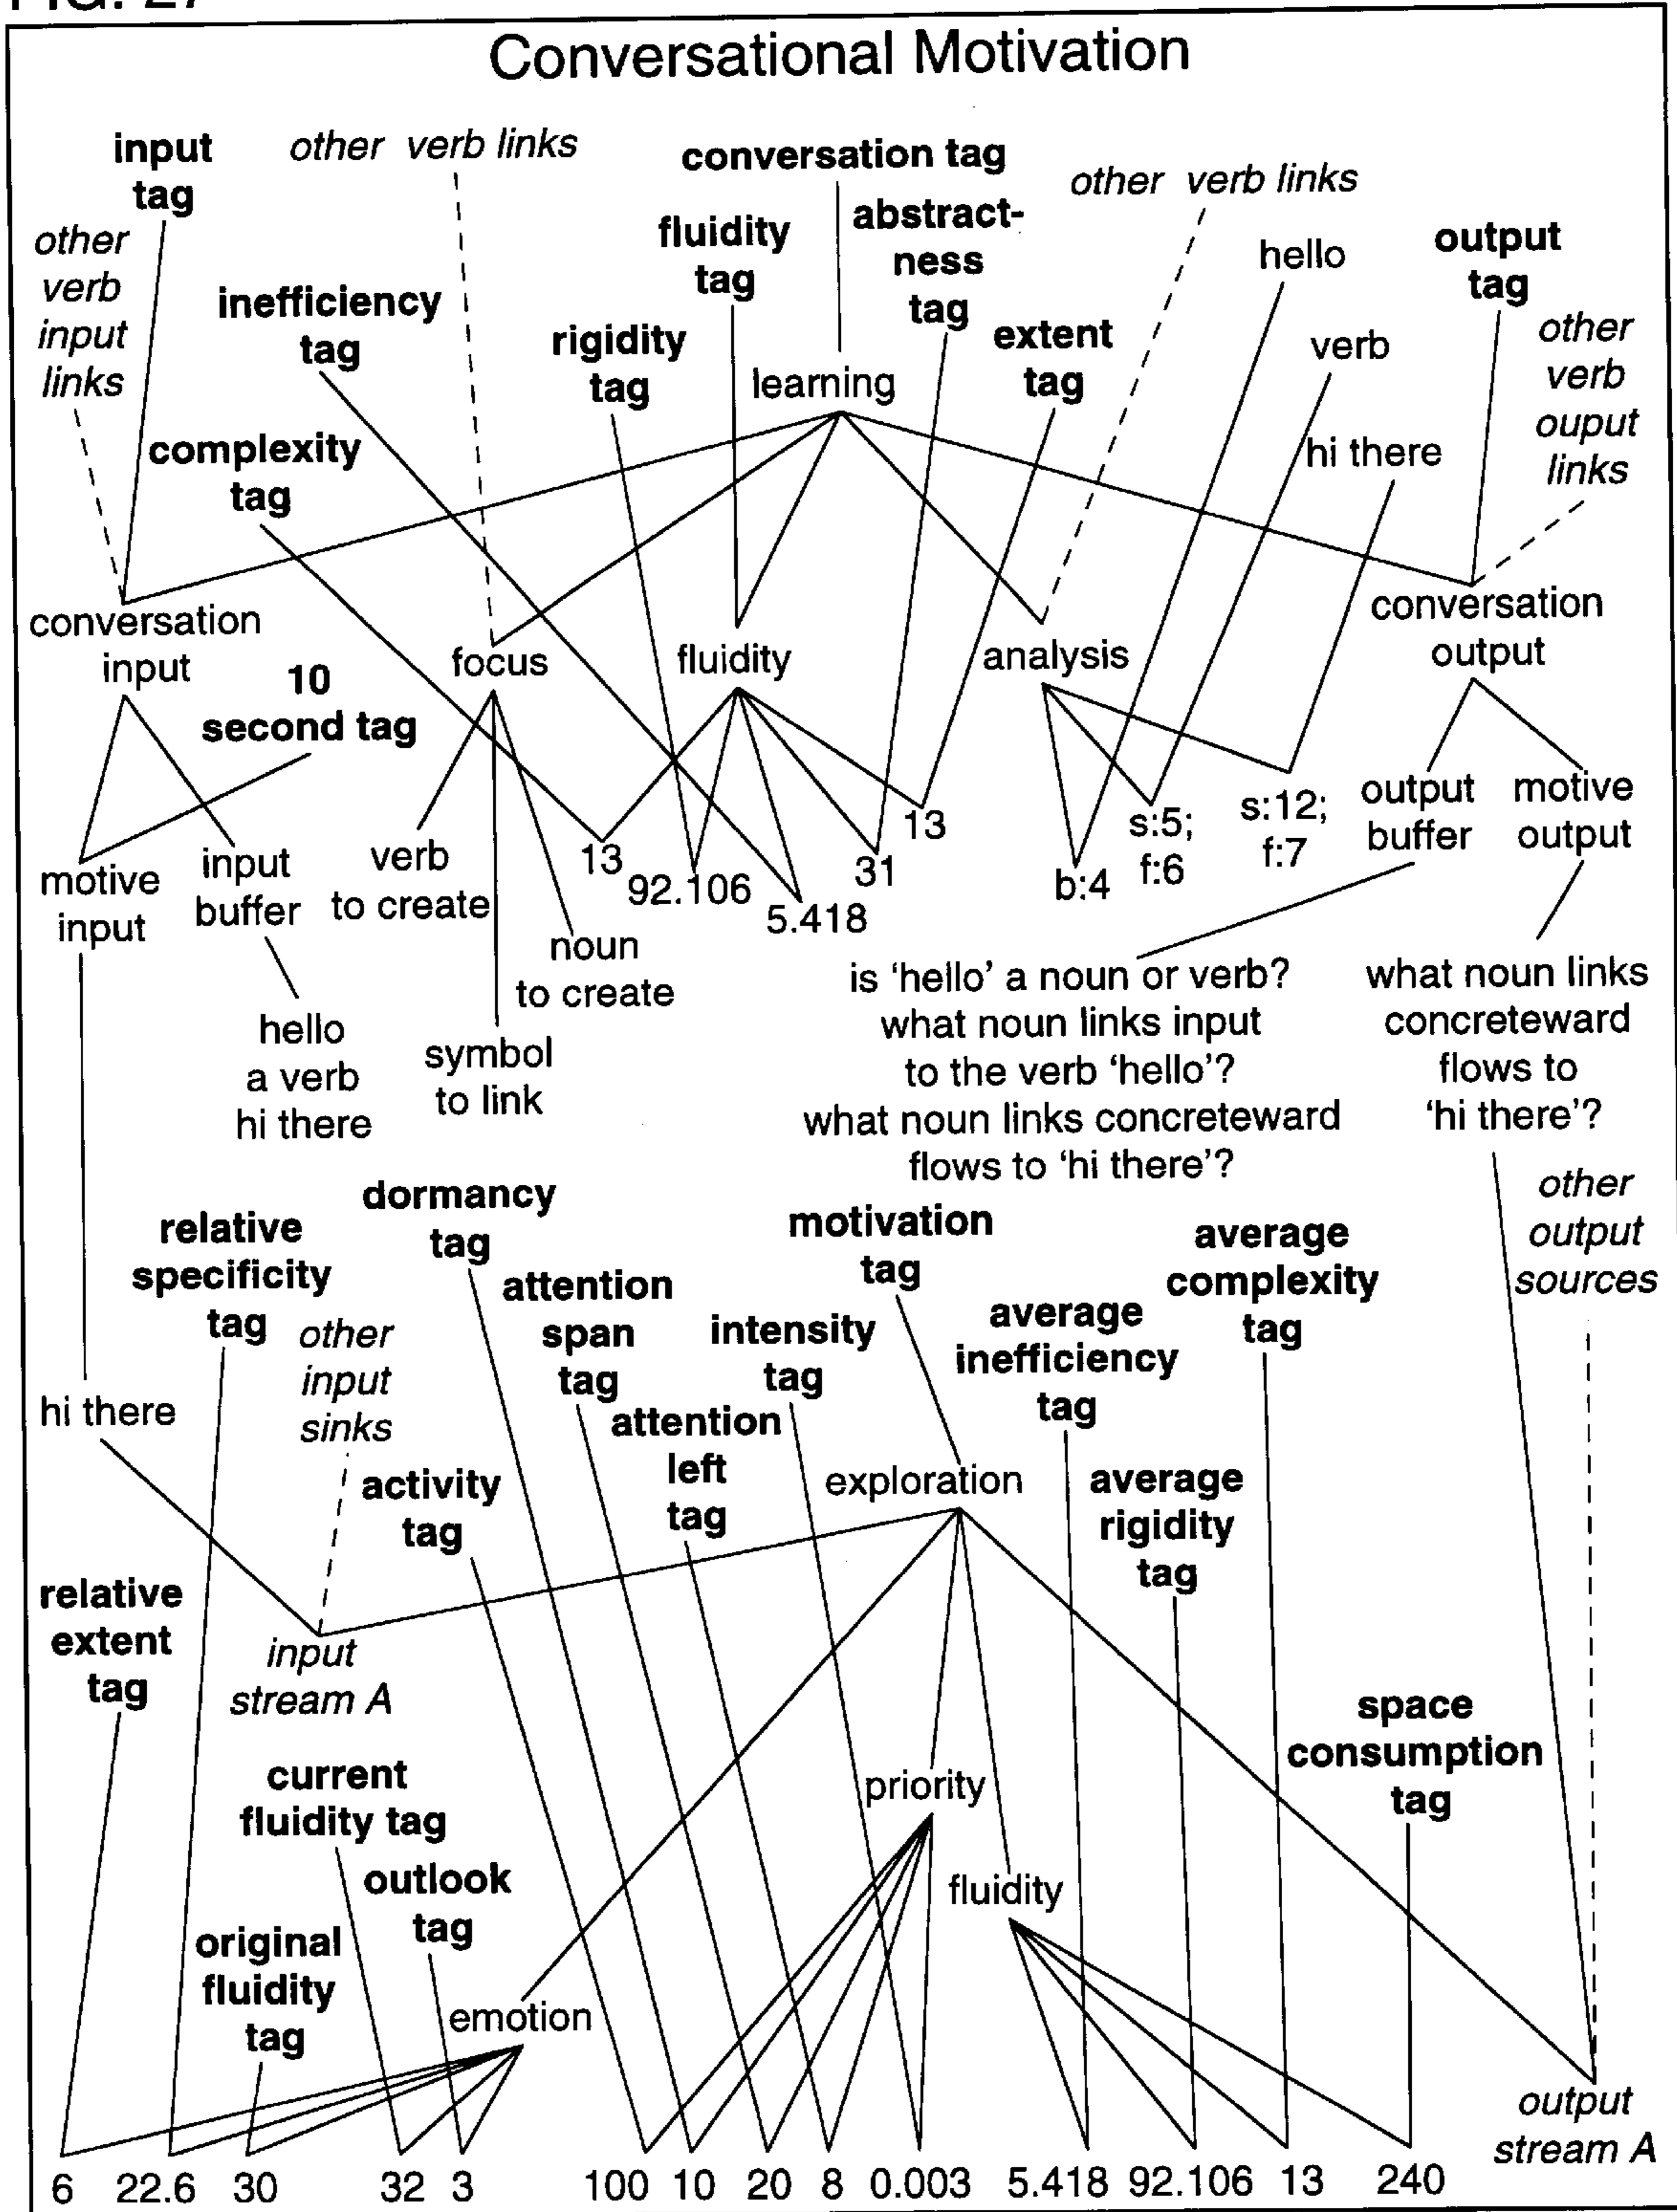 FIG. 27
Conversational Motivation
input
tag
other verb links
conversation tag
other verb links
other
verb
input
links
inefficiency
tag
fluidity
tag
abstract-
ness
tag
hello
output
tag
rigidity
tag
learning
extent
tag
verb
other
verb
ouput
links
complexity
tag
hi there
conversation
input
10
second tag
focus
fluidity
analysis
conversation
output
motive
input
input
buffer
verb
to create
noun
to create
symbol
to link
13
92.106
5.418
31
13
b:4
s:5;
f:6
s:12;
f:7
output
buffer
motive
output
hello
a verb
hi there
is 'hello' a noun or verb?
what noun links input
to the verb 'hello'?
what noun links concreteward
flows to 'hi there'?
what noun links
concreteward
flows to
'hi there'?
relative
specificity
tag
dormancy
tag
attention
span
tag
motivation
tag
average
complexity
tag
other
output
sources
other
input
sinks
intensity
tag
average
inefficiency
tag
hi there
activity
tag
attention
left
tag
exploration
average
rigidity
tag
relative
extent
tag
input
stream A
space
consumption
tag
current
fluidity tag
priority
outlook
tag
fluidity
original
fluidity
tag
emotion
output
stream A
6 22.6 30 32 3 100 10 20 8 0.003 5.418 92.106 13 240